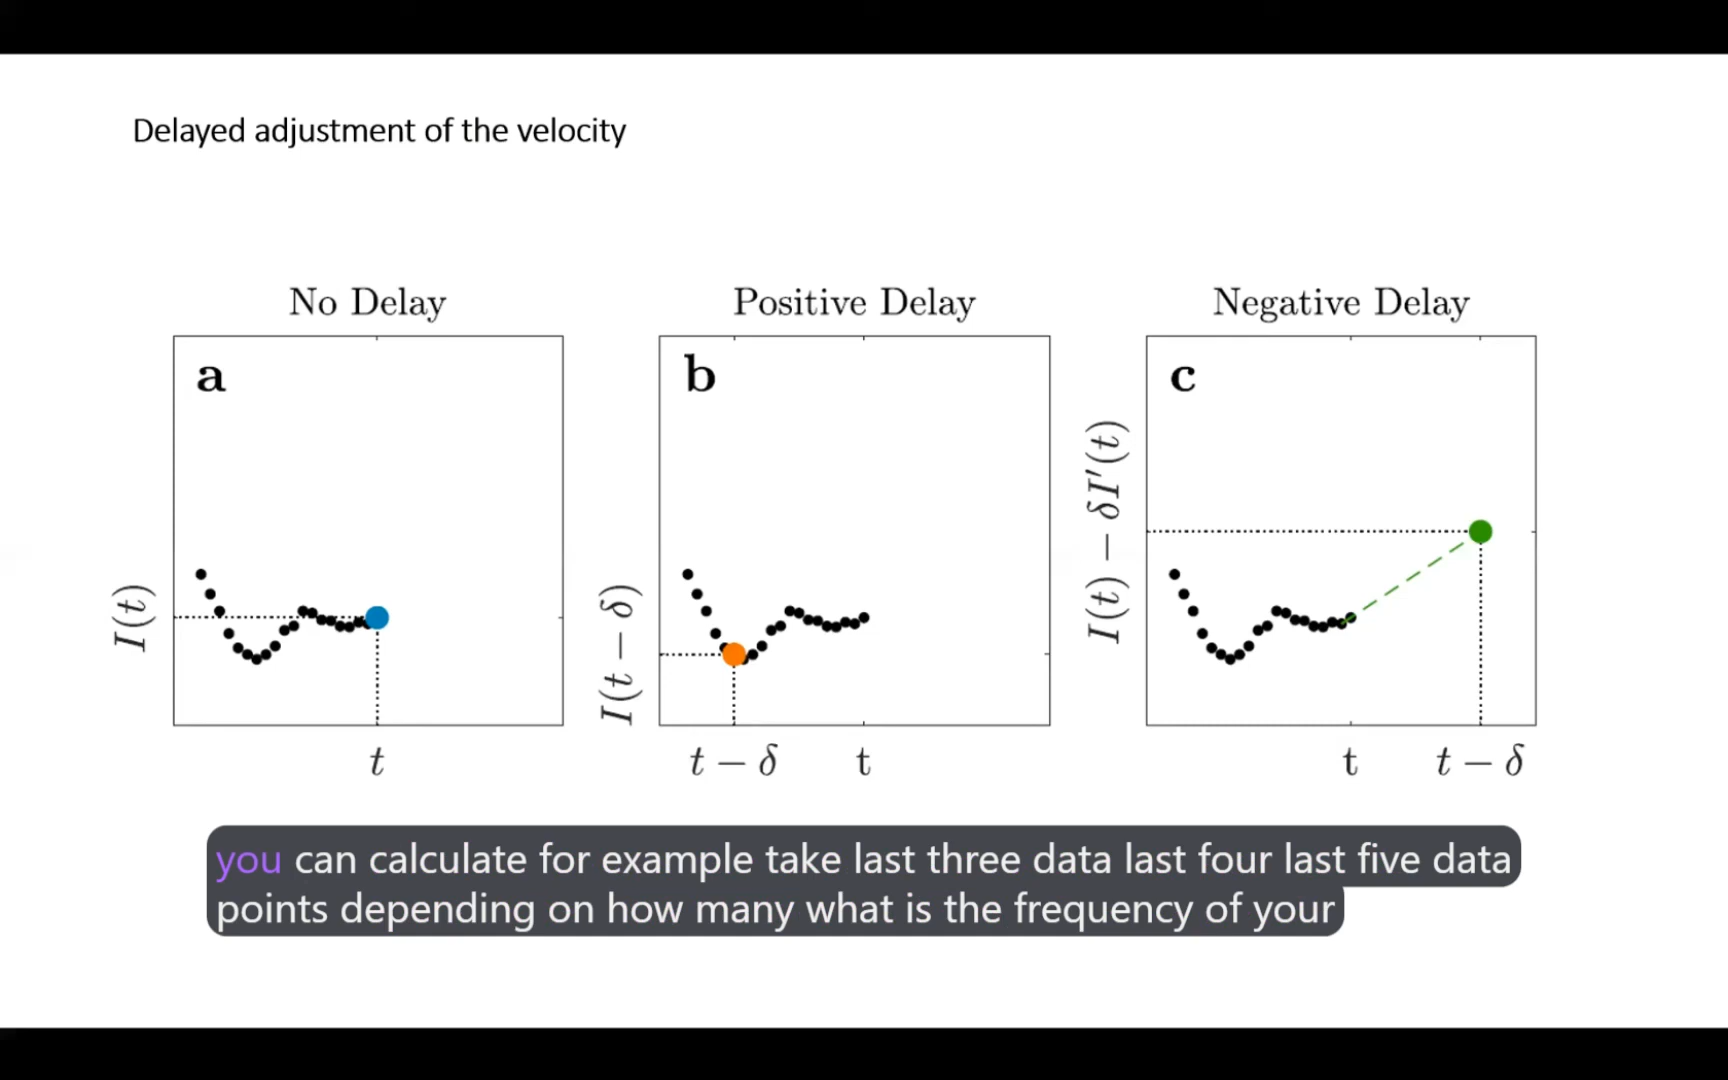 Delayed adjustment of the velocity
No Delay
Positive Delay
Negative Delay
a
b
c
I(t)
I(t − δ)
I(t) − δI′(t)
t
t − δ
t
t
t − δ
you can calculate for example take last three data last four last five data
points depending on how many what is the frequency of your